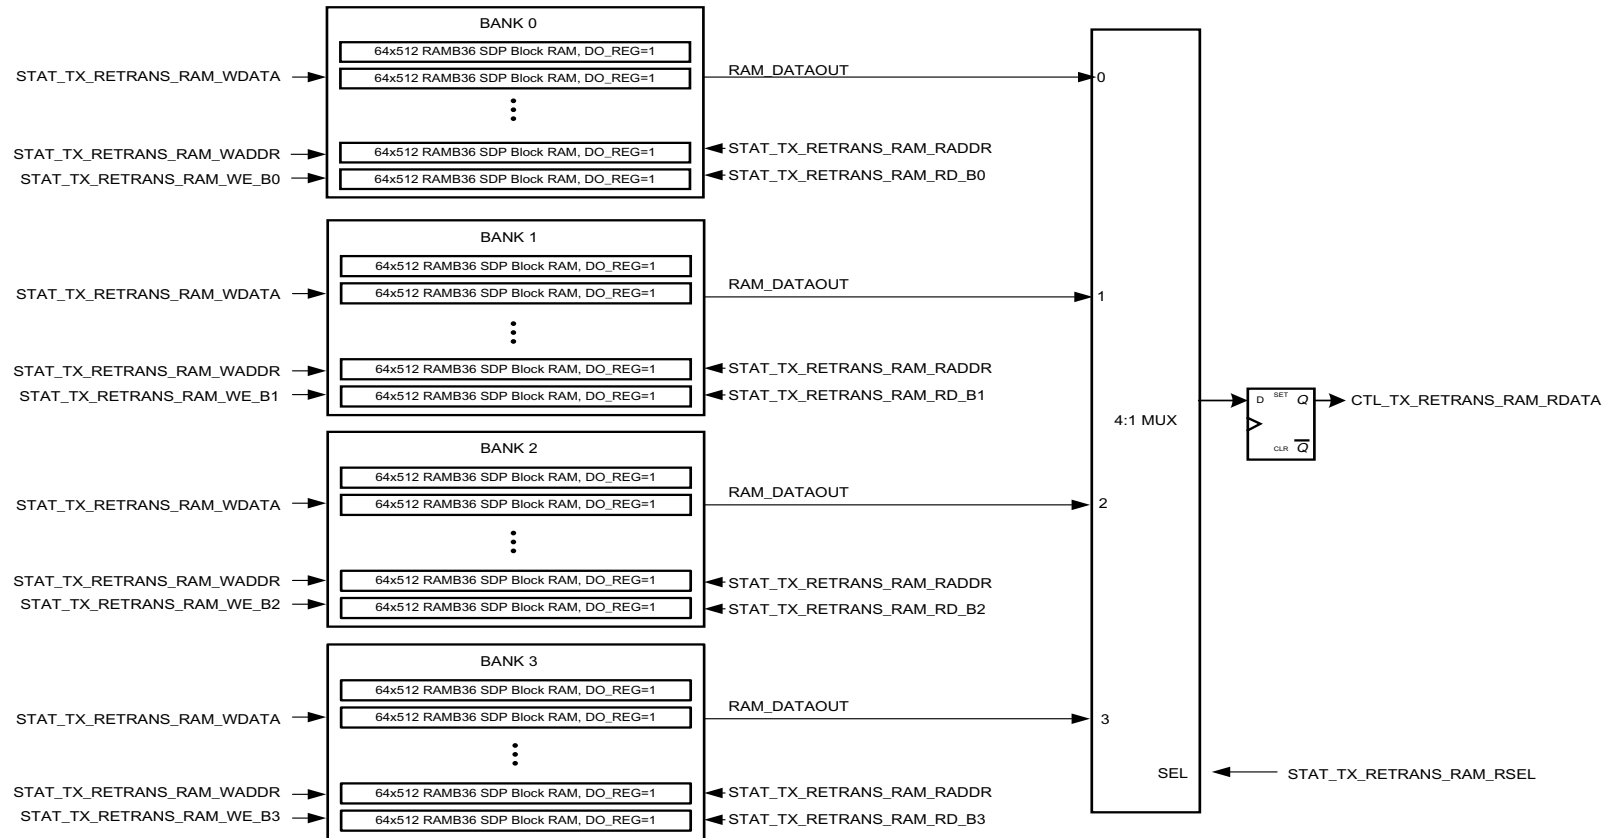 BANK 0
64x512 RAMB36 SDP Block RAM, DO_REG=1
64x512 RAMB36 SDP Block RAM, DO_REG=1
64x512 RAMB36 SDP Block RAM, DO_REG=1
64x512 RAMB36 SDP Block RAM, DO_REG=1
STAT_TX_RETRANS_RAM_WDATA
STAT_TX_RETRANS_RAM_WADDR
STAT_TX_RETRANS_RAM_WE_B0
RAM_DATAOUT
STAT_TX_RETRANS_RAM_RADDR
STAT_TX_RETRANS_RAM_RD_B0
BANK 1
64x512 RAMB36 SDP Block RAM, DO_REG=1
64x512 RAMB36 SDP Block RAM, DO_REG=1
64x512 RAMB36 SDP Block RAM, DO_REG=1
64x512 RAMB36 SDP Block RAM, DO_REG=1
STAT_TX_RETRANS_RAM_WDATA
STAT_TX_RETRANS_RAM_WADDR
STAT_TX_RETRANS_RAM_WE_B1
RAM_DATAOUT
STAT_TX_RETRANS_RAM_RADDR
STAT_TX_RETRANS_RAM_RD_B1
BANK 2
64x512 RAMB36 SDP Block RAM, DO_REG=1
64x512 RAMB36 SDP Block RAM, DO_REG=1
64x512 RAMB36 SDP Block RAM, DO_REG=1
64x512 RAMB36 SDP Block RAM, DO_REG=1
STAT_TX_RETRANS_RAM_WDATA
STAT_TX_RETRANS_RAM_WADDR
STAT_TX_RETRANS_RAM_WE_B2
RAM_DATAOUT
STAT_TX_RETRANS_RAM_RADDR
STAT_TX_RETRANS_RAM_RD_B2
BANK 3
64x512 RAMB36 SDP Block RAM, DO_REG=1
64x512 RAMB36 SDP Block RAM, DO_REG=1
64x512 RAMB36 SDP Block RAM, DO_REG=1
64x512 RAMB36 SDP Block RAM, DO_REG=1
STAT_TX_RETRANS_RAM_WDATA
STAT_TX_RETRANS_RAM_WADDR
STAT_TX_RETRANS_RAM_WE_B3
RAM_DATAOUT
STAT_TX_RETRANS_RAM_RADDR
STAT_TX_RETRANS_RAM_RD_B3
0
1
2
3
4:1 MUX
SEL
STAT_TX_RETRANS_RAM_RSEL
D SET Q
CLR Q̅
CTL_TX_RETRANS_RAM_RDATA